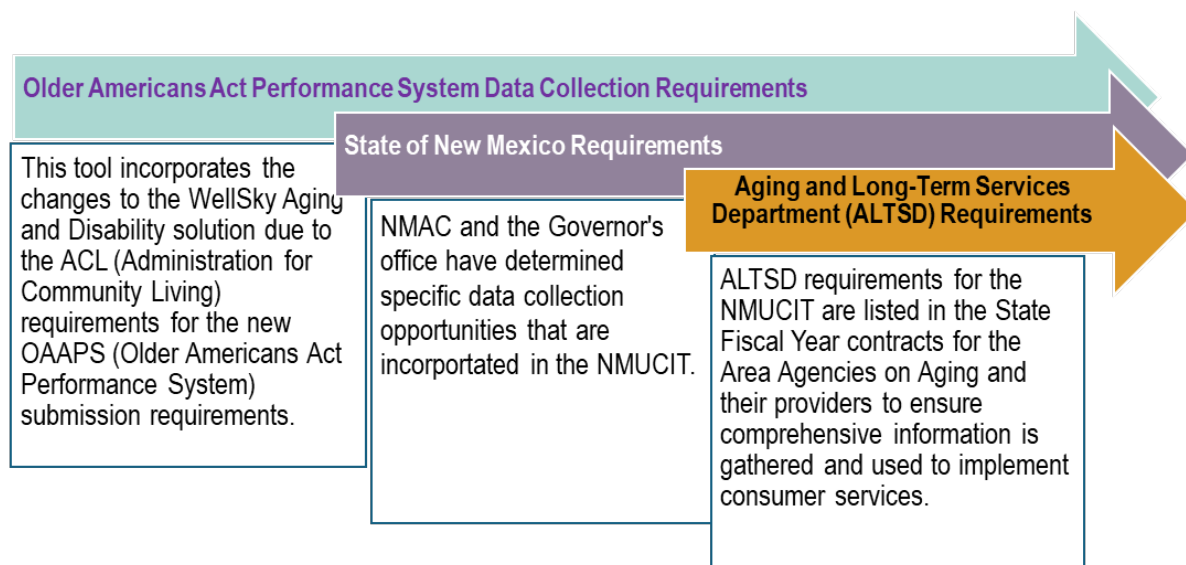 Older Americans Act Performance System Data Collection Requirements
This tool incorporates the
changes to the WellSky Aging
and Disability solution due to
the ACL (Administration for
Community Living)
requirements for the new
OAAPS (Older Americans Act
Performance System)
submission requirements.
State of New Mexico Requirements
NMAC and the Governor's
office have determined
specific data collection
opportunities that are
incorportated in the NMUCIT.
Aging and Long-Term Services
Department (ALTSD) Requirements
ALTSD requirements for the
NMUCIT are listed in the State
Fiscal Year contracts for the
Area Agencies on Aging and
their providers to ensure
comprehensive information is
gathered and used to implement
consumer services.